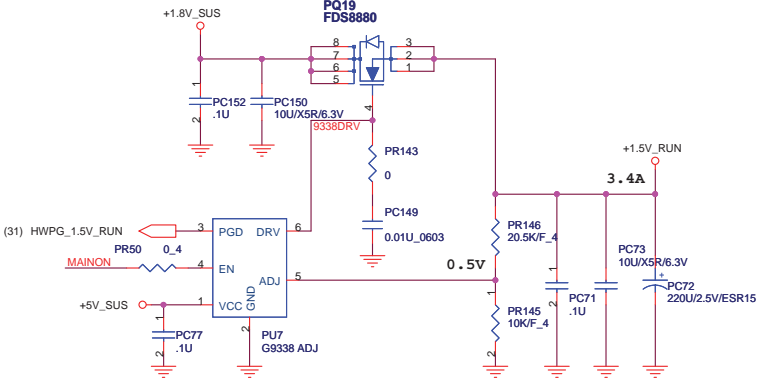 PQ19
FDS8880
+1.8V_SUS
8
7
6
5
3
2
1
4
1
PC152
.1U
2
PC150
10U/X5R/6.3V
9338DRV
PR143
0
PC149
0.01U_0603
+1.5V_RUN
3.4A
(31) HWPG_1.5V_RUN
3 PGD DRV 6
PR50 0_4
MAINON
4 EN
ADJ 5
0.5V
+5V_SUS
1 VCC GND
2
1
PC77
.1U
2
PU7
G9338 ADJ
PR146
20.5K/F_4
1
PR145
10K/F_4
2
1
PC71
.1U
2
PC73
10U/X5R/6.3V
+
PC72
220U/2.5V/ESR15